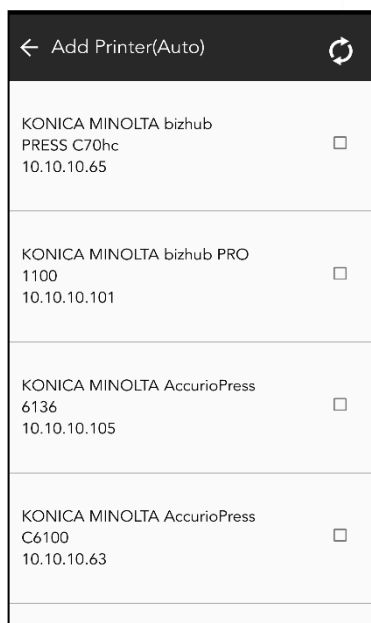 Add Printer(Auto)
KONICA MINOLTA bizhub
PRESS C70hc
10.10.10.65
KONICA MINOLTA bizhub PRO
1100
10.10.10.101
KONICA MINOLTA AccurioPress
6136
10.10.10.105
KONICA MINOLTA AccurioPress
C6100
10.10.10.63